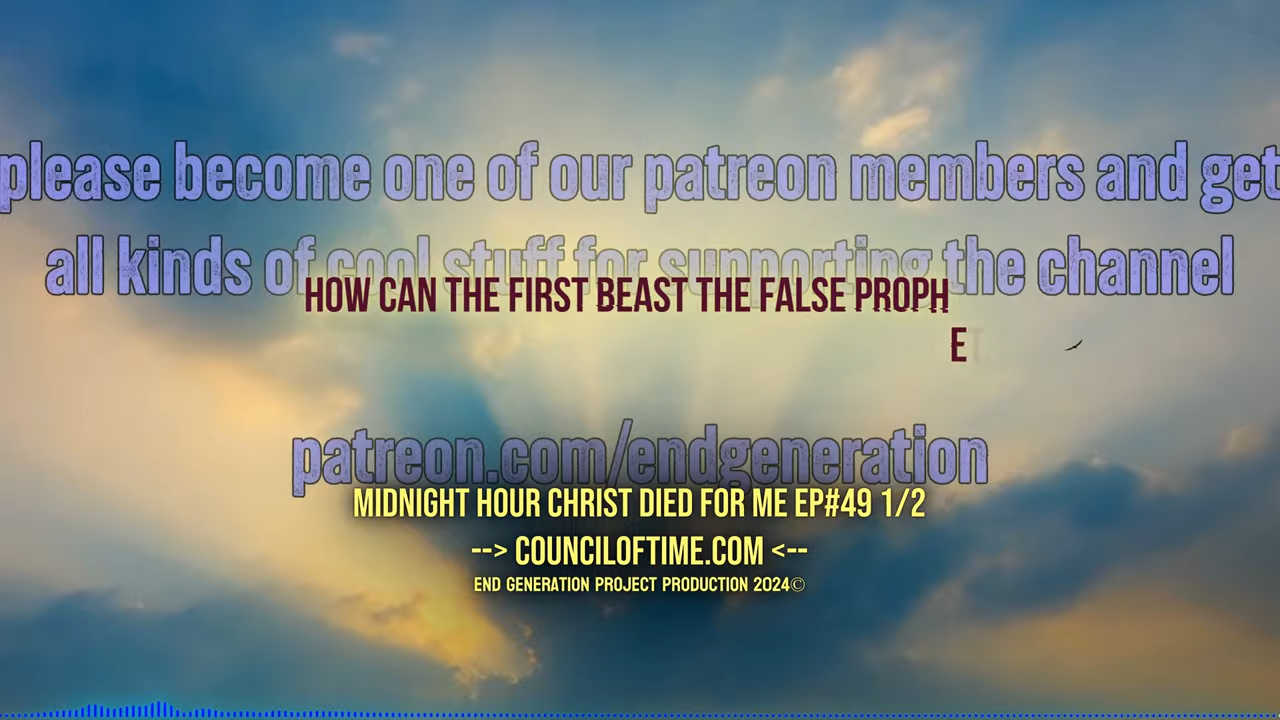 please become one of our patreon members and get
all kinds of cool stuff for supporting the channel
HOW CAN THE FIRST BEAST THE FALSE PROPH
E
patreon.com/endgeneration
MIDNIGHT HOUR CHRIST DIED FOR ME EP#49 1/2
--> COUNCILOFTIME.COM <--
END GENERATION PROJECT PRODUCTION 2024©